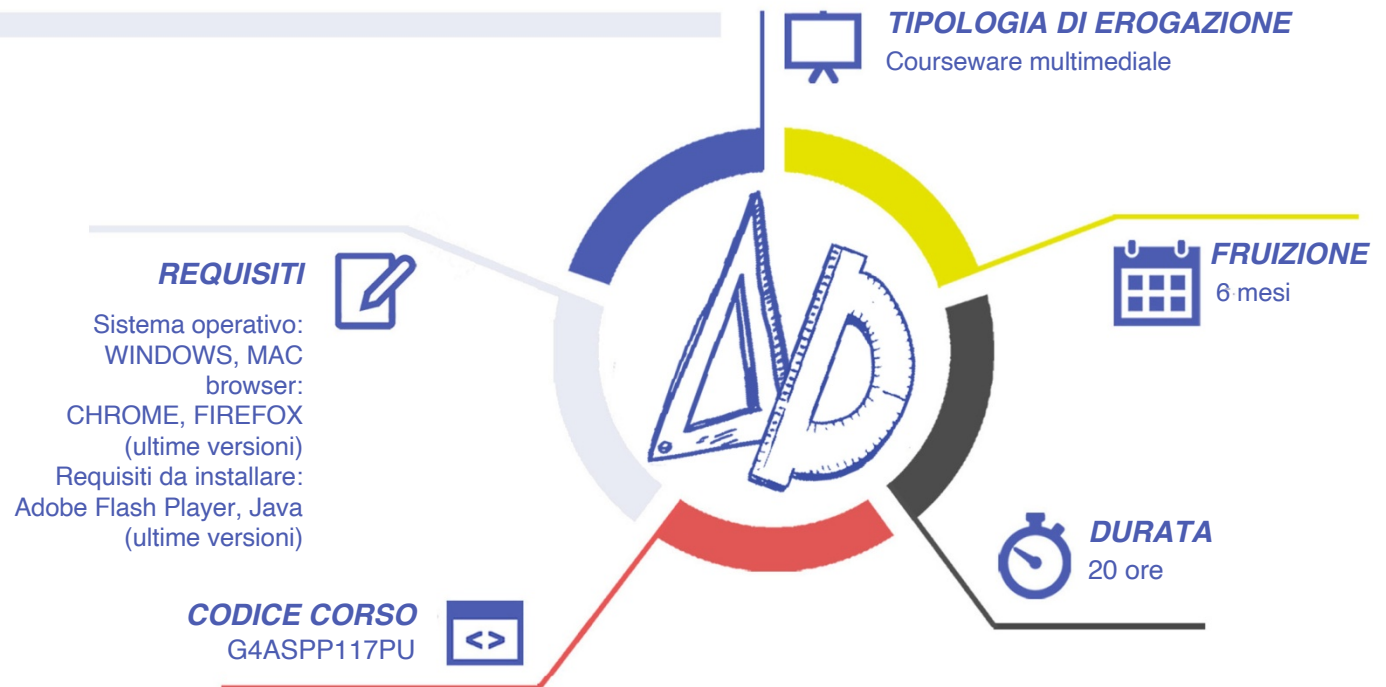 TIPOLOGIA DI EROGAZIONE
Courseware multimediale
FRUIZIONE
6 mesi
REQUISITI
Sistema operativo:
WINDOWS, MAC
browser:
CHROME, FIREFOX
(ultime versioni)
Requisiti da installare:
Adobe Flash Player, Java
(ultime versioni)
DURATA
20 ore
CODICE CORSO
G4ASPP117PU
<>